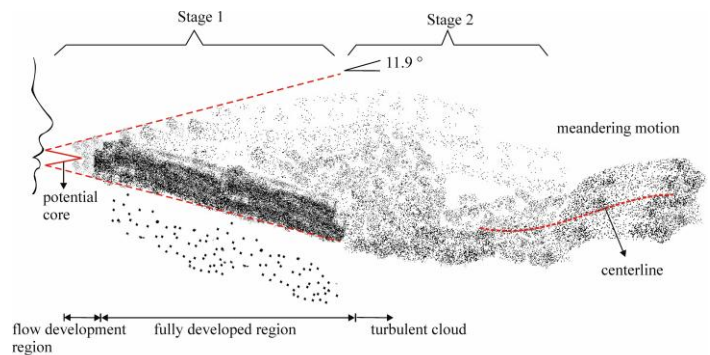 Stage 1
Stage 2
11.9 °
meandering motion
potential
core
centerline
flow development
region
fully developed region
turbulent cloud